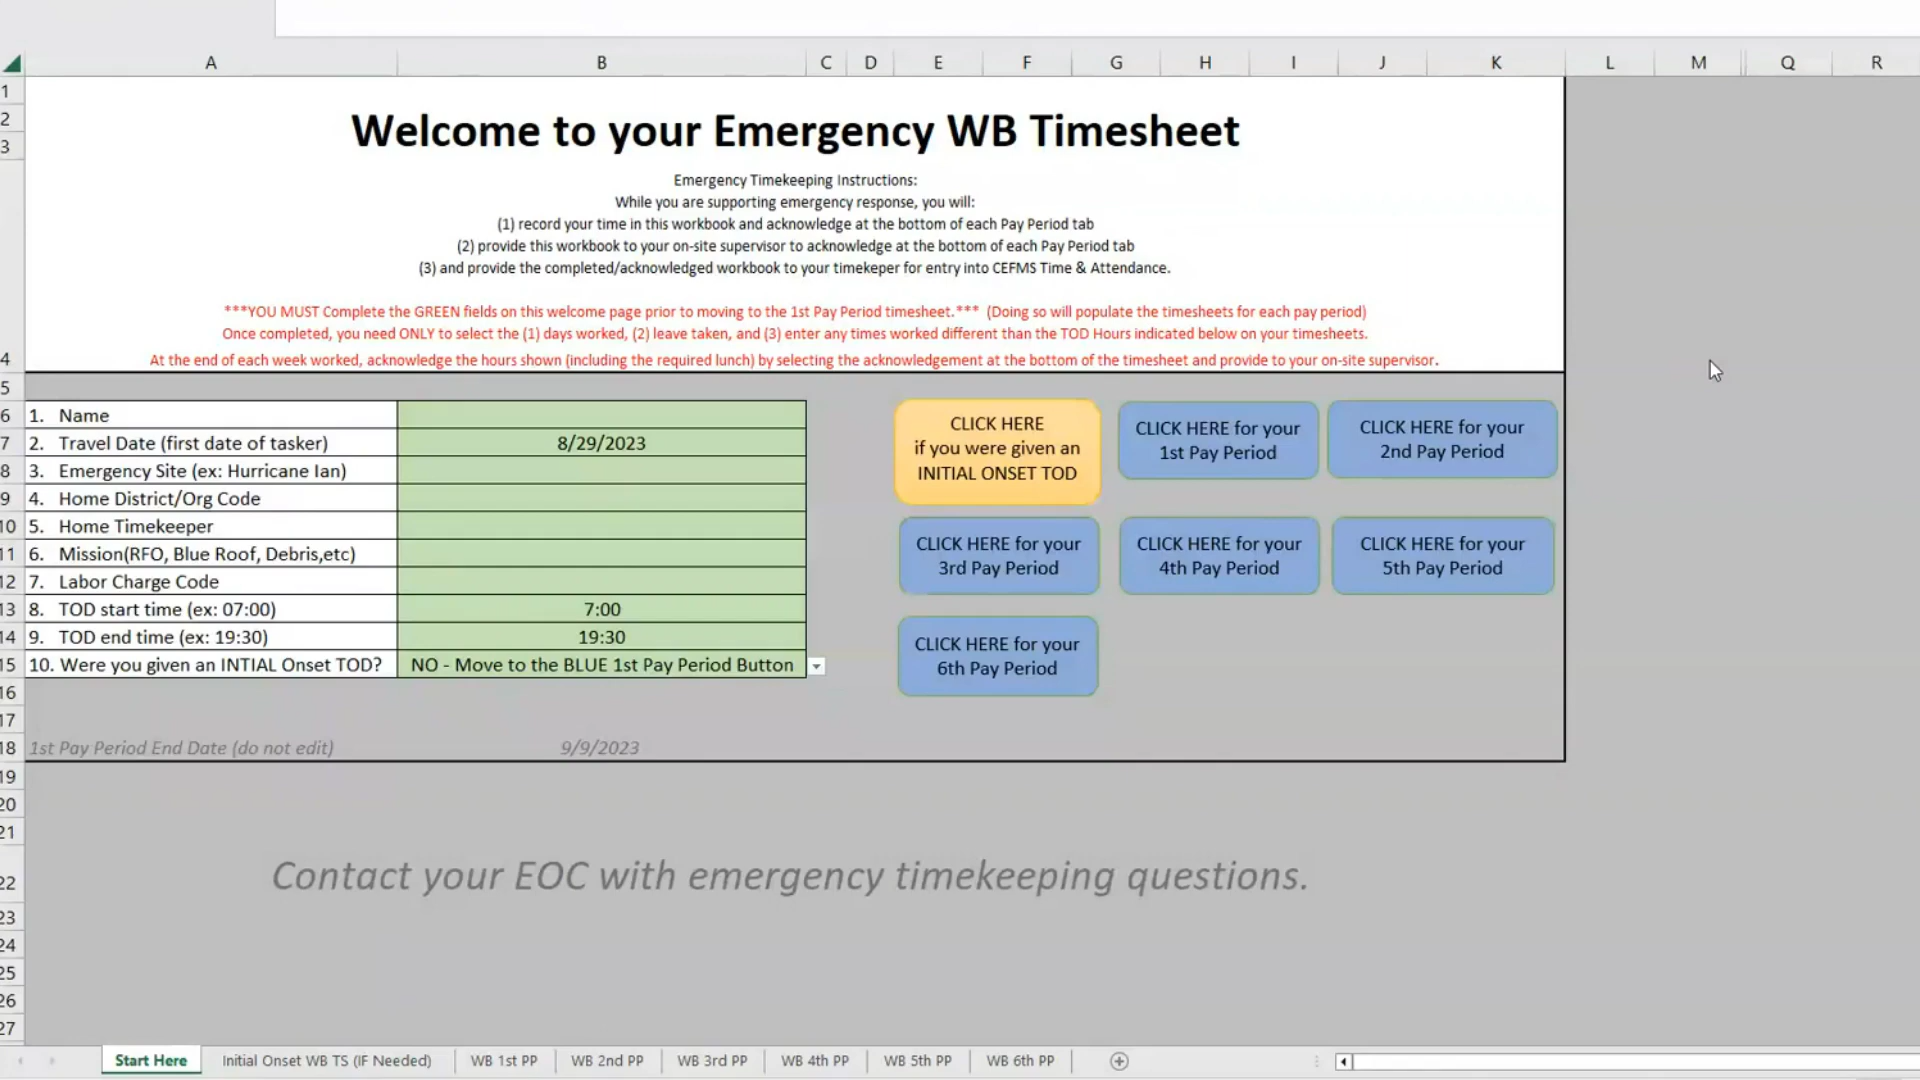 A B C D E F G H I J K L M Q R
1
2
3
Welcome to your Emergency WB Timesheet
Emergency Timekeeping Instructions:
While you are supporting emergency response, you will:
(1) record your time in this workbook and acknowledge at the bottom of each Pay Period tab
(2) provide this workbook to your on-site supervisor to acknowledge at the bottom of each Pay Period tab
(3) and provide the completed/acknowledged workbook to your timekeper for entry into CEFMS Time & Attendance.
***YOU MUST Complete the GREEN fields on this welcome page prior to moving to the 1st Pay Period timesheet.*** (Doing so will populate the timesheets for each pay period)
Once completed, you need ONLY to select the (1) days worked, (2) leave taken, and (3) enter any times worked different than the TOD Hours indicated below on your timesheets.
4 At the end of each week worked, acknowledge the hours shown (including the required lunch) by selecting the acknowledgement at the bottom of the timesheet and provide to your on-site supervisor.
5
6 1. Name
7 2. Travel Date (first date of tasker) 8/29/2023
8 3. Emergency Site (ex: Hurricane Ian)
9 4. Home District/Org Code
10 5. Home Timekeeper
11 6. Mission(RFO, Blue Roof, Debris,etc)
12 7. Labor Charge Code
13 8. TOD start time (ex: 07:00) 7:00
14 9. TOD end time (ex: 19:30) 19:30
15 10. Were you given an INTIAL Onset TOD? NO - Move to the BLUE 1st Pay Period Button
16
17
18 1st Pay Period End Date (do not edit) 9/9/2023
CLICK HERE
if you were given an
INITIAL ONSET TOD
CLICK HERE for your
1st Pay Period
CLICK HERE for your
2nd Pay Period
CLICK HERE for your
3rd Pay Period
CLICK HERE for your
4th Pay Period
CLICK HERE for your
5th Pay Period
CLICK HERE for your
6th Pay Period
19
20
21
22 Contact your EOC with emergency timekeeping questions.
23
24
25
26
27
Start Here Initial Onset WB TS (IF Needed) WB 1st PP WB 2nd PP WB 3rd PP WB 4th PP WB 5th PP WB 6th PP